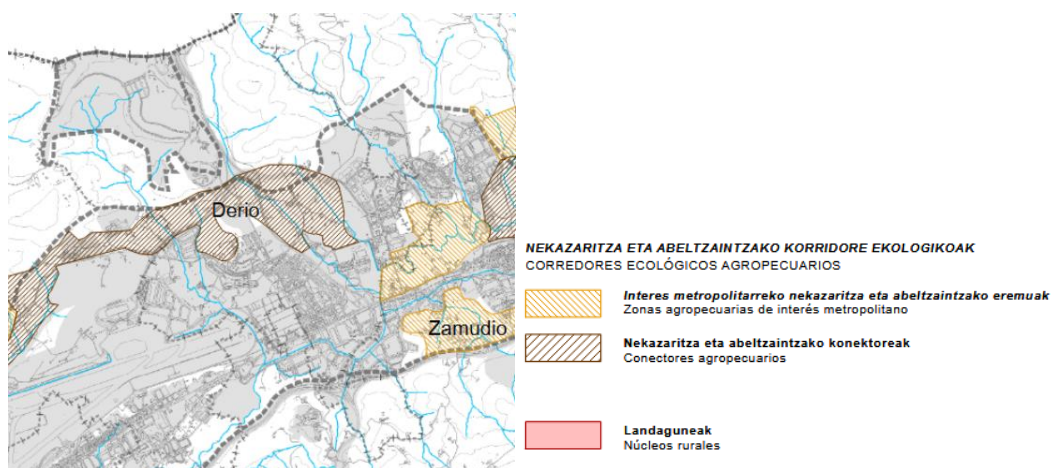 Derio
Zamudio
NEKAZARITZA ETA ABELTZAINTZAKO KORRIDORE EKOLOGIKOAK
CORREDORES ECOLÓGICOS AGROPECUARIOS
Interes metropolitarreko nekazaritza eta abeltzaintzako eremuak
Zonas agropecuarias de interés metropolitano
Nekazaritza eta abeltzaintzako konektoreak
Conectores agropecuarios
Landaguneak
Núcleos rurales